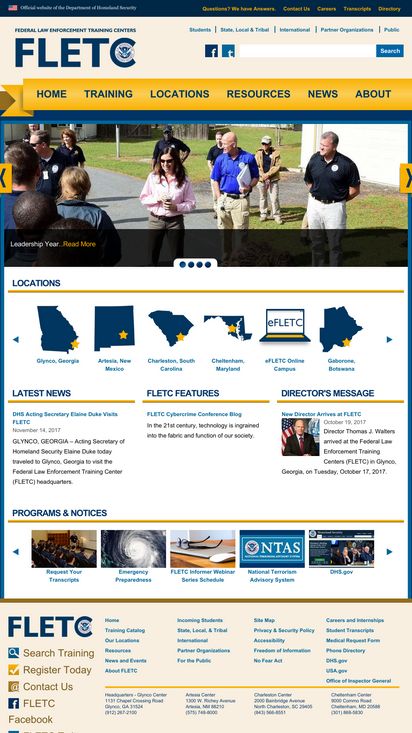 Official website of the Department of Homeland Security
Questions? We have Answers. Contact Us Careers Transcripts Directory
FEDERAL LAW ENFORCEMENT TRAINING CENTERS
FLETC
Students State, Local & Tribal International Partner Organizations Public
Search
HOME TRAINING LOCATIONS RESOURCES NEWS ABOUT
Leadership Year...Read More
LOCATIONS
Glynco, Georgia
Artesia, New
Mexico
Charleston, South
Carolina
Cheltenham,
Maryland
eFLETC
eFLETC Online
Campus
Gaborone,
Botswana
LATEST NEWS
DHS Acting Secretary Elaine Duke Visits
FLETC
November 14, 2017
GLYNCO, GEORGIA – Acting Secretary of
Homeland Security Elaine Duke today
traveled to Glynco, Georgia to visit the
Federal Law Enforcement Training Center
(FLETC) headquarters.
FLETC FEATURES
FLETC Cybercrime Conference Blog
In the 21st century, technology is ingrained
into the fabric and function of our society.
DIRECTOR'S MESSAGE
New Director Arrives at FLETC
October 19, 2017
Director Thomas J. Walters
arrived at the Federal Law
Enforcement Training
Centers (FLETC) in Glynco,
Georgia, on Tuesday, October 17, 2017.
PROGRAMS & NOTICES
Request Your
Transcripts
Emergency
Preparedness
FLETC Informer Webinar
Series Schedule
NTAS
National Terrorism
Advisory System
DHS.gov
FLETC
Search Training
Register Today
Contact Us
FLETC
Facebook
Home
Training Catalog
Our Locations
Resources
News and Events
About FLETC
Incoming Students
State, Local, & Tribal
International
Partner Organizations
For the Public
Site Map
Privacy & Security Policy
Accessibility
Freedom of Information
No Fear Act
Careers and Internships
Student Transcripts
Medical Request Form
Phone Directory
DHS.gov
USA.gov
Office of Inspector General
Headquarters - Glynco Center
1131 Chapel Crossing Road
Glynco, GA 31524
(912) 267-2100
Artesia Center
1300 W. Richey Avenue
Artesia, NM 88210
(575) 748-8000
Charleston Center
2000 Bainbridge Avenue
North Charleston, SC 29405
(843) 566-8551
Cheltenham Center
9000 Commo Road
Cheltenham, MD 20588
(301) 868-5830